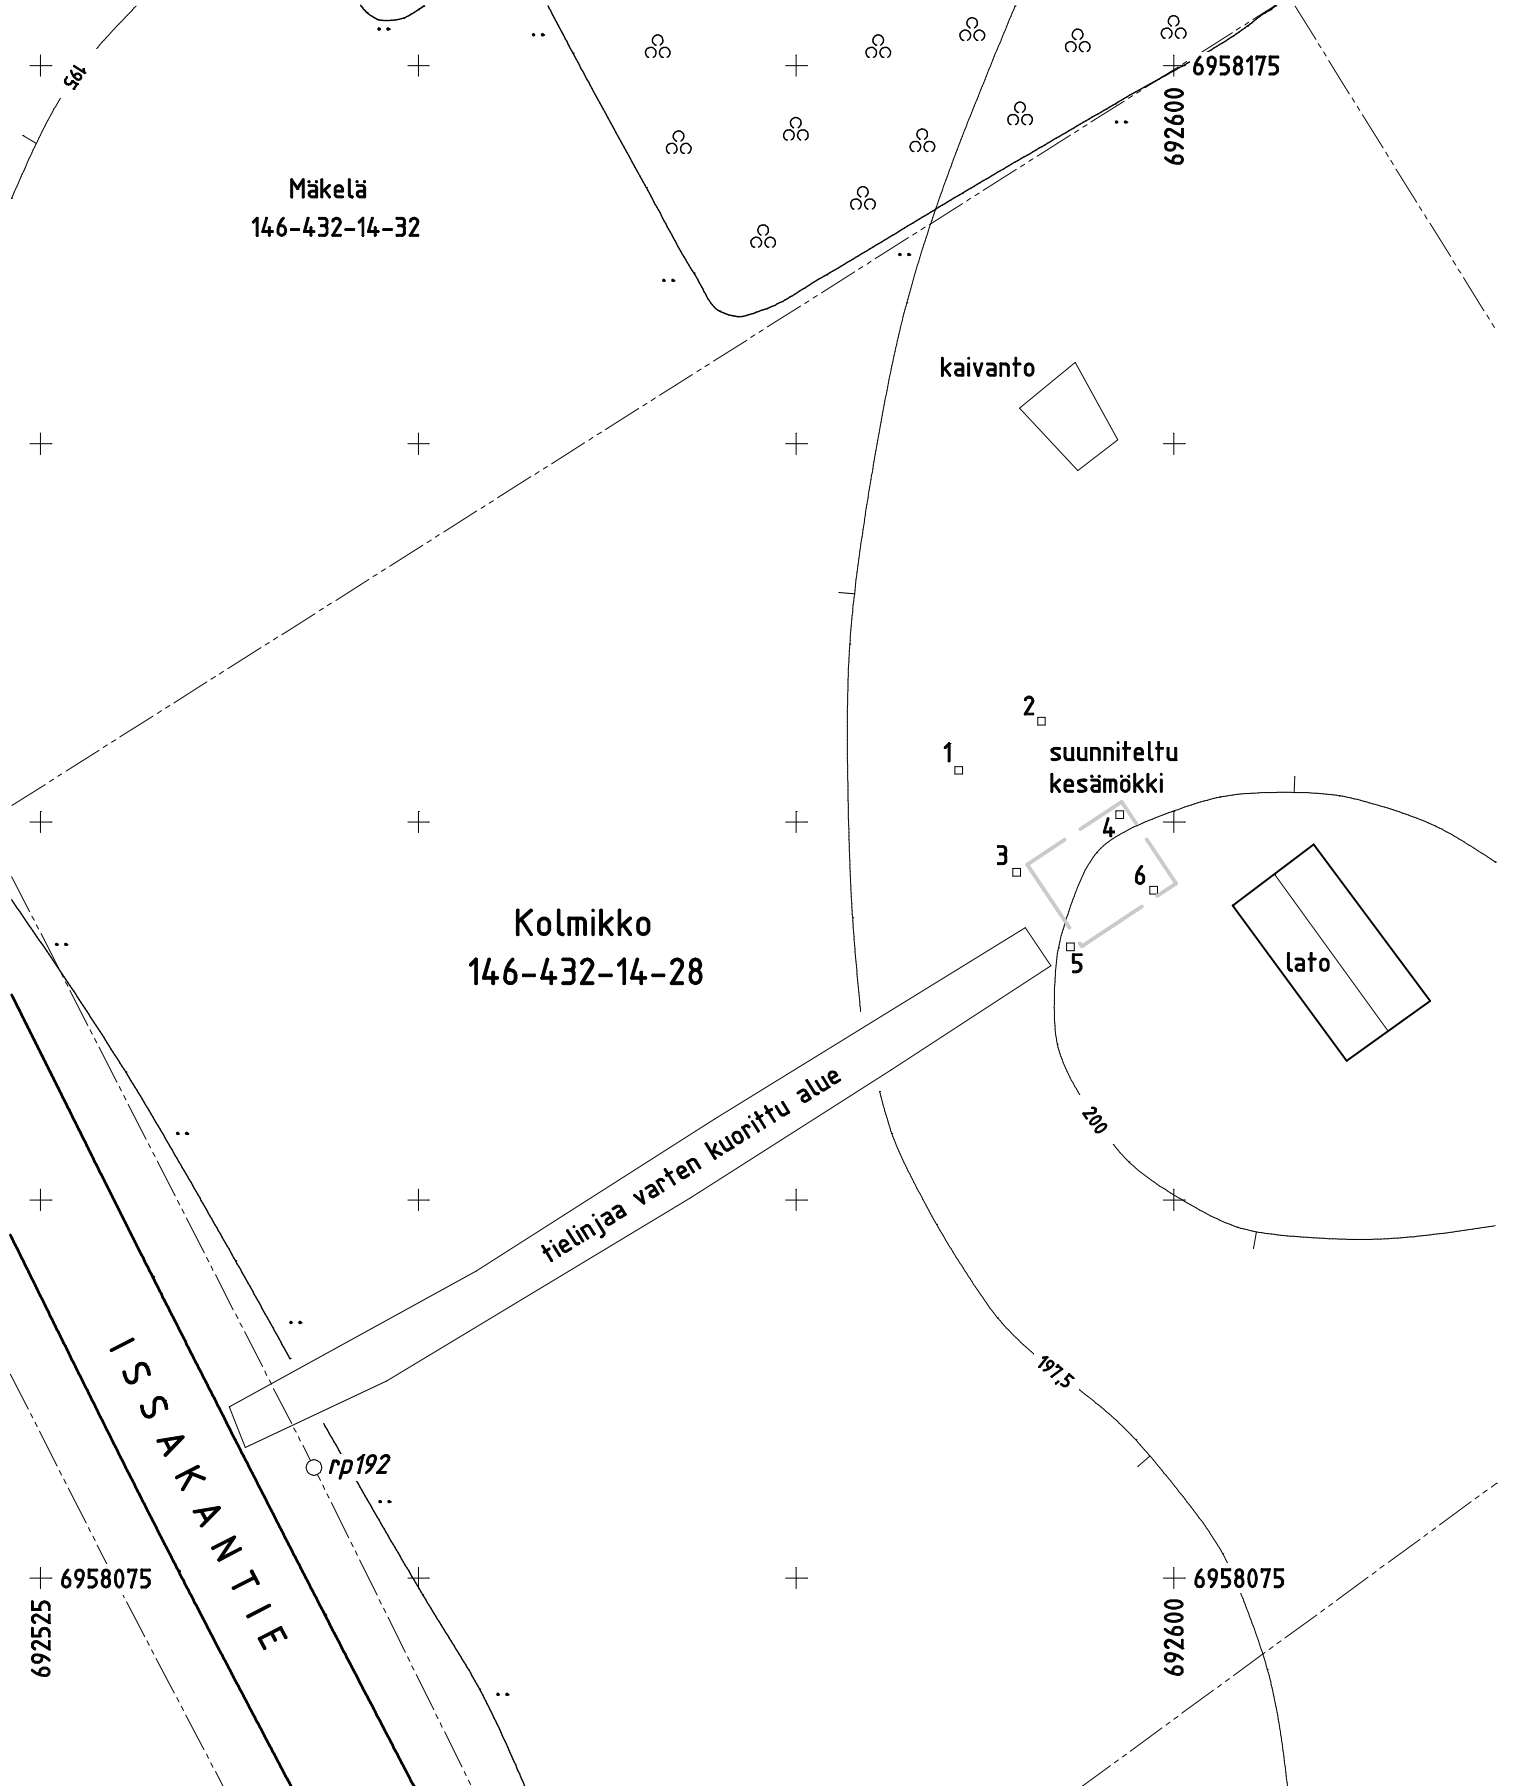 195
6958175
692600
Mäkelä
146-432-14-32
kaivanto
2
1
suunniteltu
kesämökki
4
3
6
Kolmikko
146-432-14-28
5
lato
tielinjaa varten kuorittu alue
200
197,5
ISSAKANTIE
rp192
6958075
692525
6958075
692600